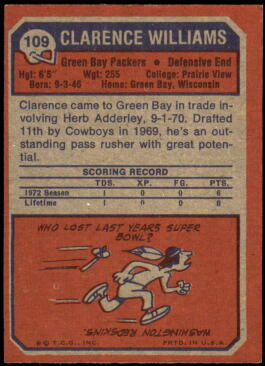 109 CLARENCE WILLIAMS
Green Bay Packers • Defensive End
Hgt: 6'5" Wgt: 255 College: Prairie View
Born: 9-3-46 Home: Green Bay, Wisconsin
Clarence came to Green Bay in trade in-
volving Herb Adderley, 9-1-70. Drafted
11th by Cowboys in 1969, he's an out-
standing pass rusher with great poten-
tial.
SCORING RECORD
TDS. XP. FG. PTS.
1972 Season 1 — — 6
Lifetime 1 — — 6
WHO LOST LAST YEARS SUPER
BOWL?
WASHINGTON REDSKINS.
© T.C.G., INC. PRTD. IN U.S.A.